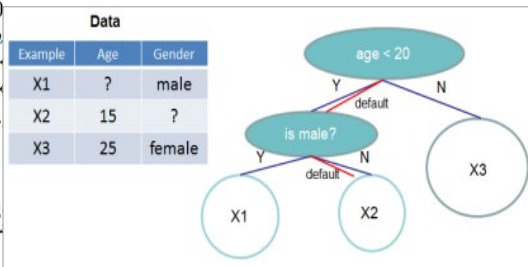 Data
Example Age Gender
X1 ? male
X2 15 ?
X3 25 female
age < 20
Y N
default
is male?
Y N
default
X1 X2 X3